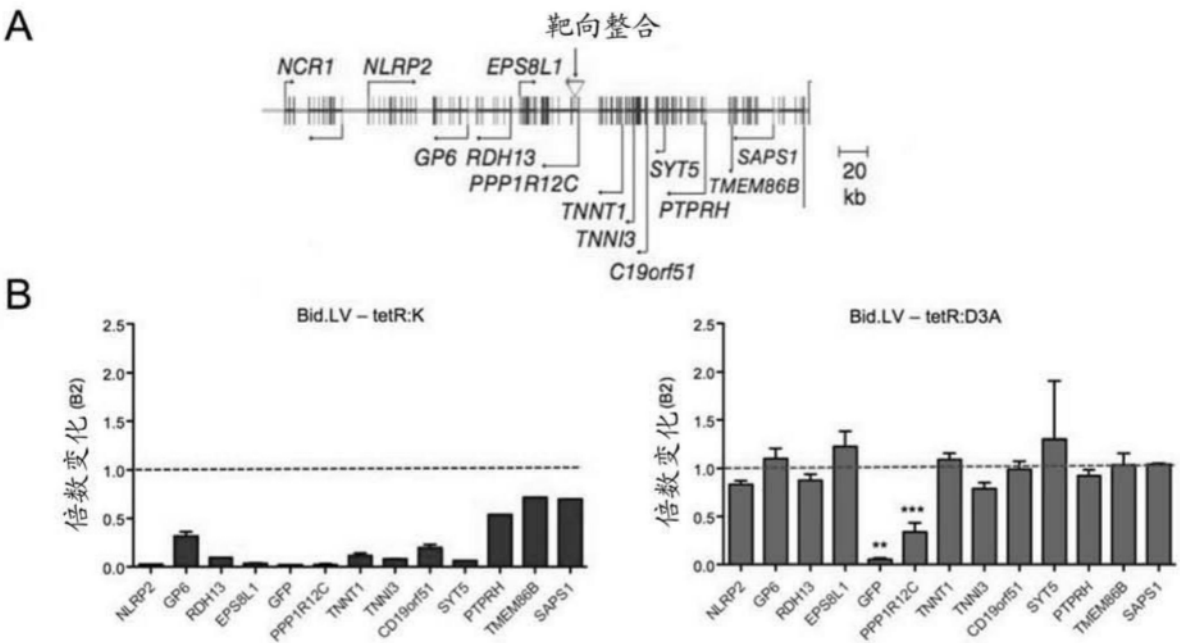 A
靶向整合
NCR1 NLRP2 EPS8L1
GP6 RDH13 SYT5 SAPS1
PPP1R12C TMEM86B
TNNT1 PTPRH
TNNI3
C19orf51
20
kb
B
Bid.LV – tetR:K
倍数变化 (B2)
2.5
2.0
1.5
1.0
0.5
0.0
NLRP2 GP6 RDH13 EPS8L1 GFP PPP1R12C TNNT1 TNNI3 CD19orf51 SYT5 PTPRH TMEM86B SAPS1
Bid.LV – tetR:D3A
倍数变化 (B2)
2.5
2.0
1.5
1.0
0.5
0.0
** ***
NLRP2 GP6 RDH13 EPS8L1 GFP PPP1R12C TNNT1 TNNI3 CD19orf51 SYT5 PTPRH TMEM86B SAPS1